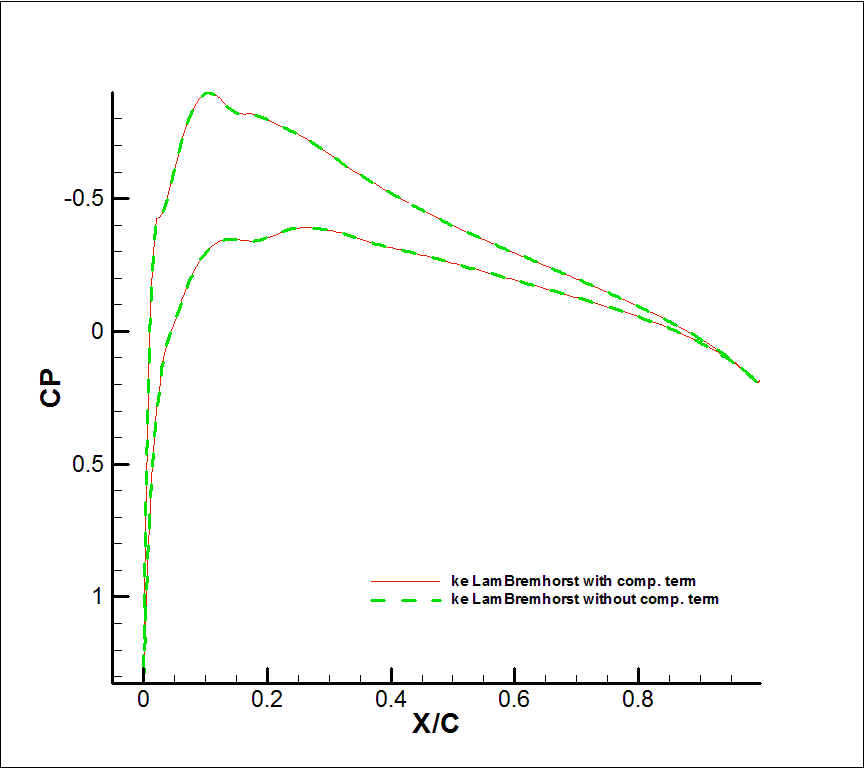 -0.5
0
0.5
1
CP
ke LamBremhorst with comp. term
ke LamBremhorst without comp. term
0 0.2 0.4 0.6 0.8
X/C